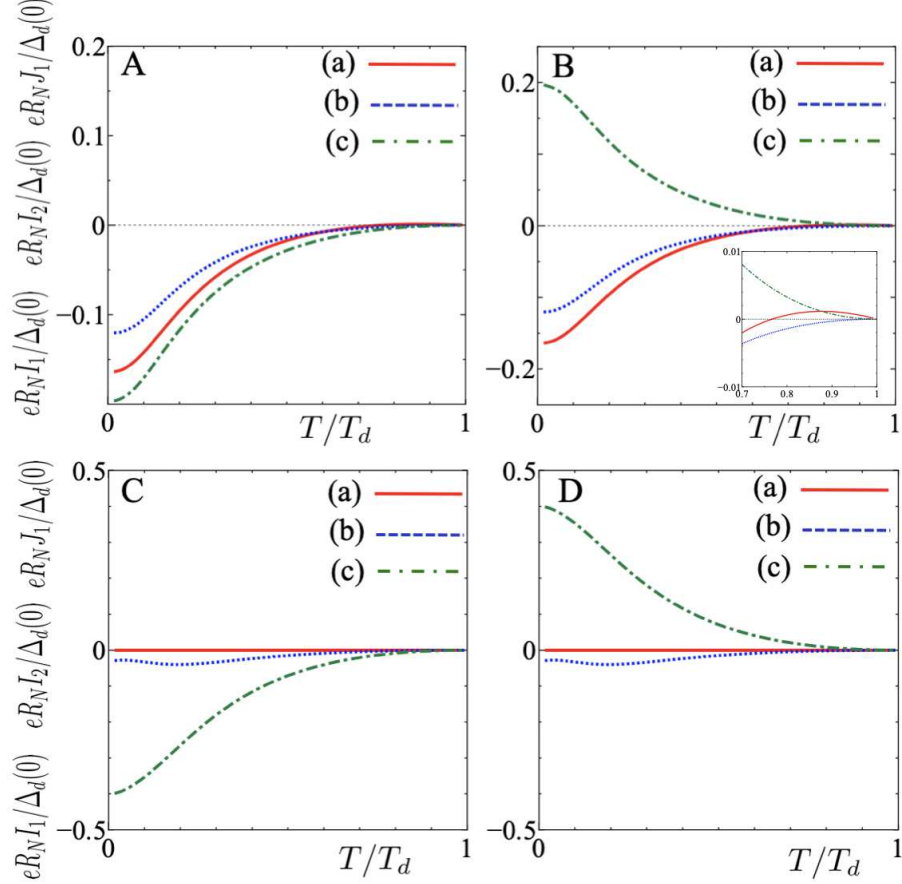 eR_N I_1/Δ_d(0) eR_N I_2/Δ_d(0) eR_N J_1/Δ_d(0)
A
(a)
(b)
(c)
0.2
0.1
0
−0.1
0
T/T_d
1
B
(a)
(b)
(c)
0.2
0
−0.2
0.01
0
−0.01
0.7
0.8
0.9
1
0
T/T_d
1
eR_N I_1/Δ_d(0) eR_N I_2/Δ_d(0) eR_N J_1/Δ_d(0)
C
(a)
(b)
(c)
0.5
0
−0.5
0
T/T_d
1
D
(a)
(b)
(c)
0.5
0
−0.5
0
T/T_d
1